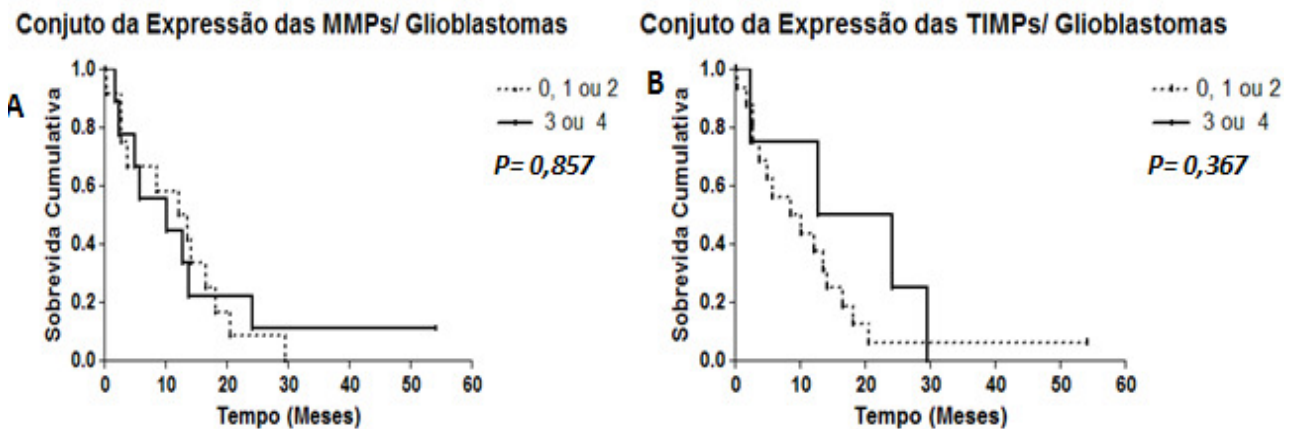 Conjuto da Expressão das MMPs/ Glioblastomas
A
Sobrevida Cumulativa
1.0
0.8
0.6
0.4
0.2
0.0
0 10 20 30 40 50 60
Tempo (Meses)
0, 1 ou 2
3 ou 4
P= 0,857
Conjuto da Expressão das TIMPs/ Glioblastomas
B
Sobrevida Cumulativa
1.0
0.8
0.6
0.4
0.2
0.0
0 10 20 30 40 50 60
Tempo (Meses)
0, 1 ou 2
3 ou 4
P= 0,367